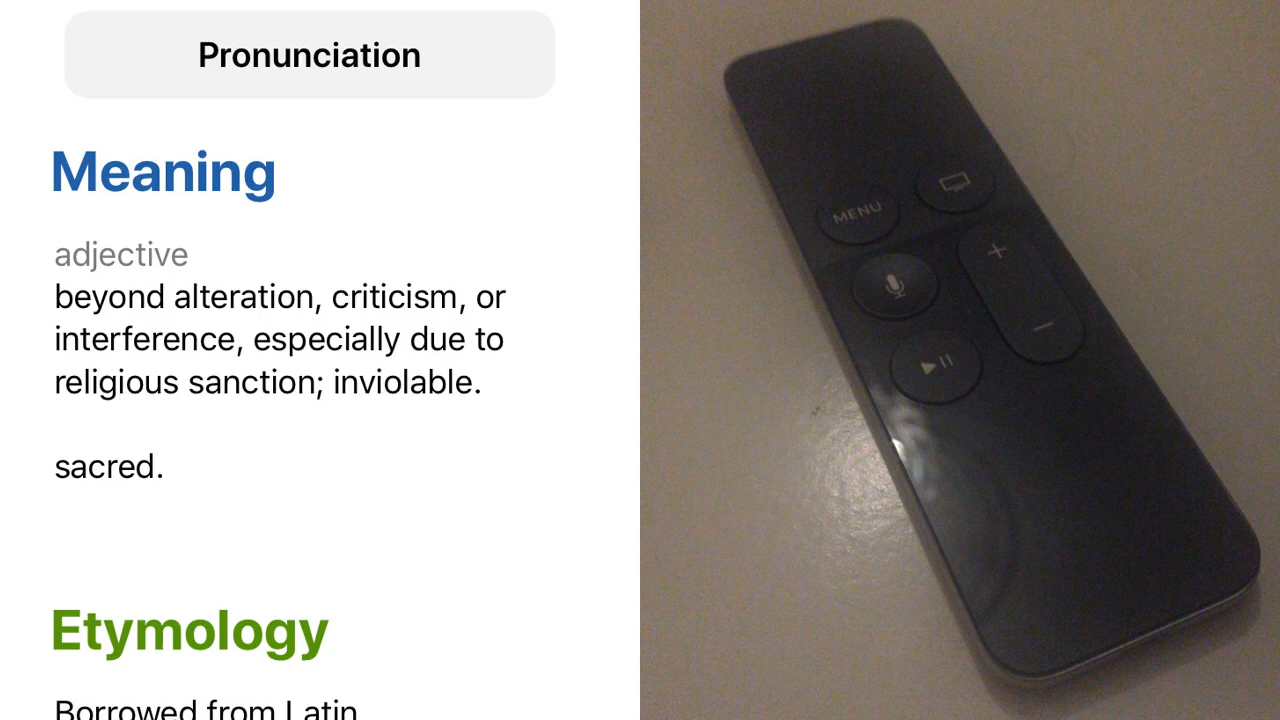 Pronunciation
Meaning
adjective
beyond alteration, criticism, or
interference, especially due to
religious sanction; inviolable.
sacred.
Etymology
Borrowed from Latin
MENU